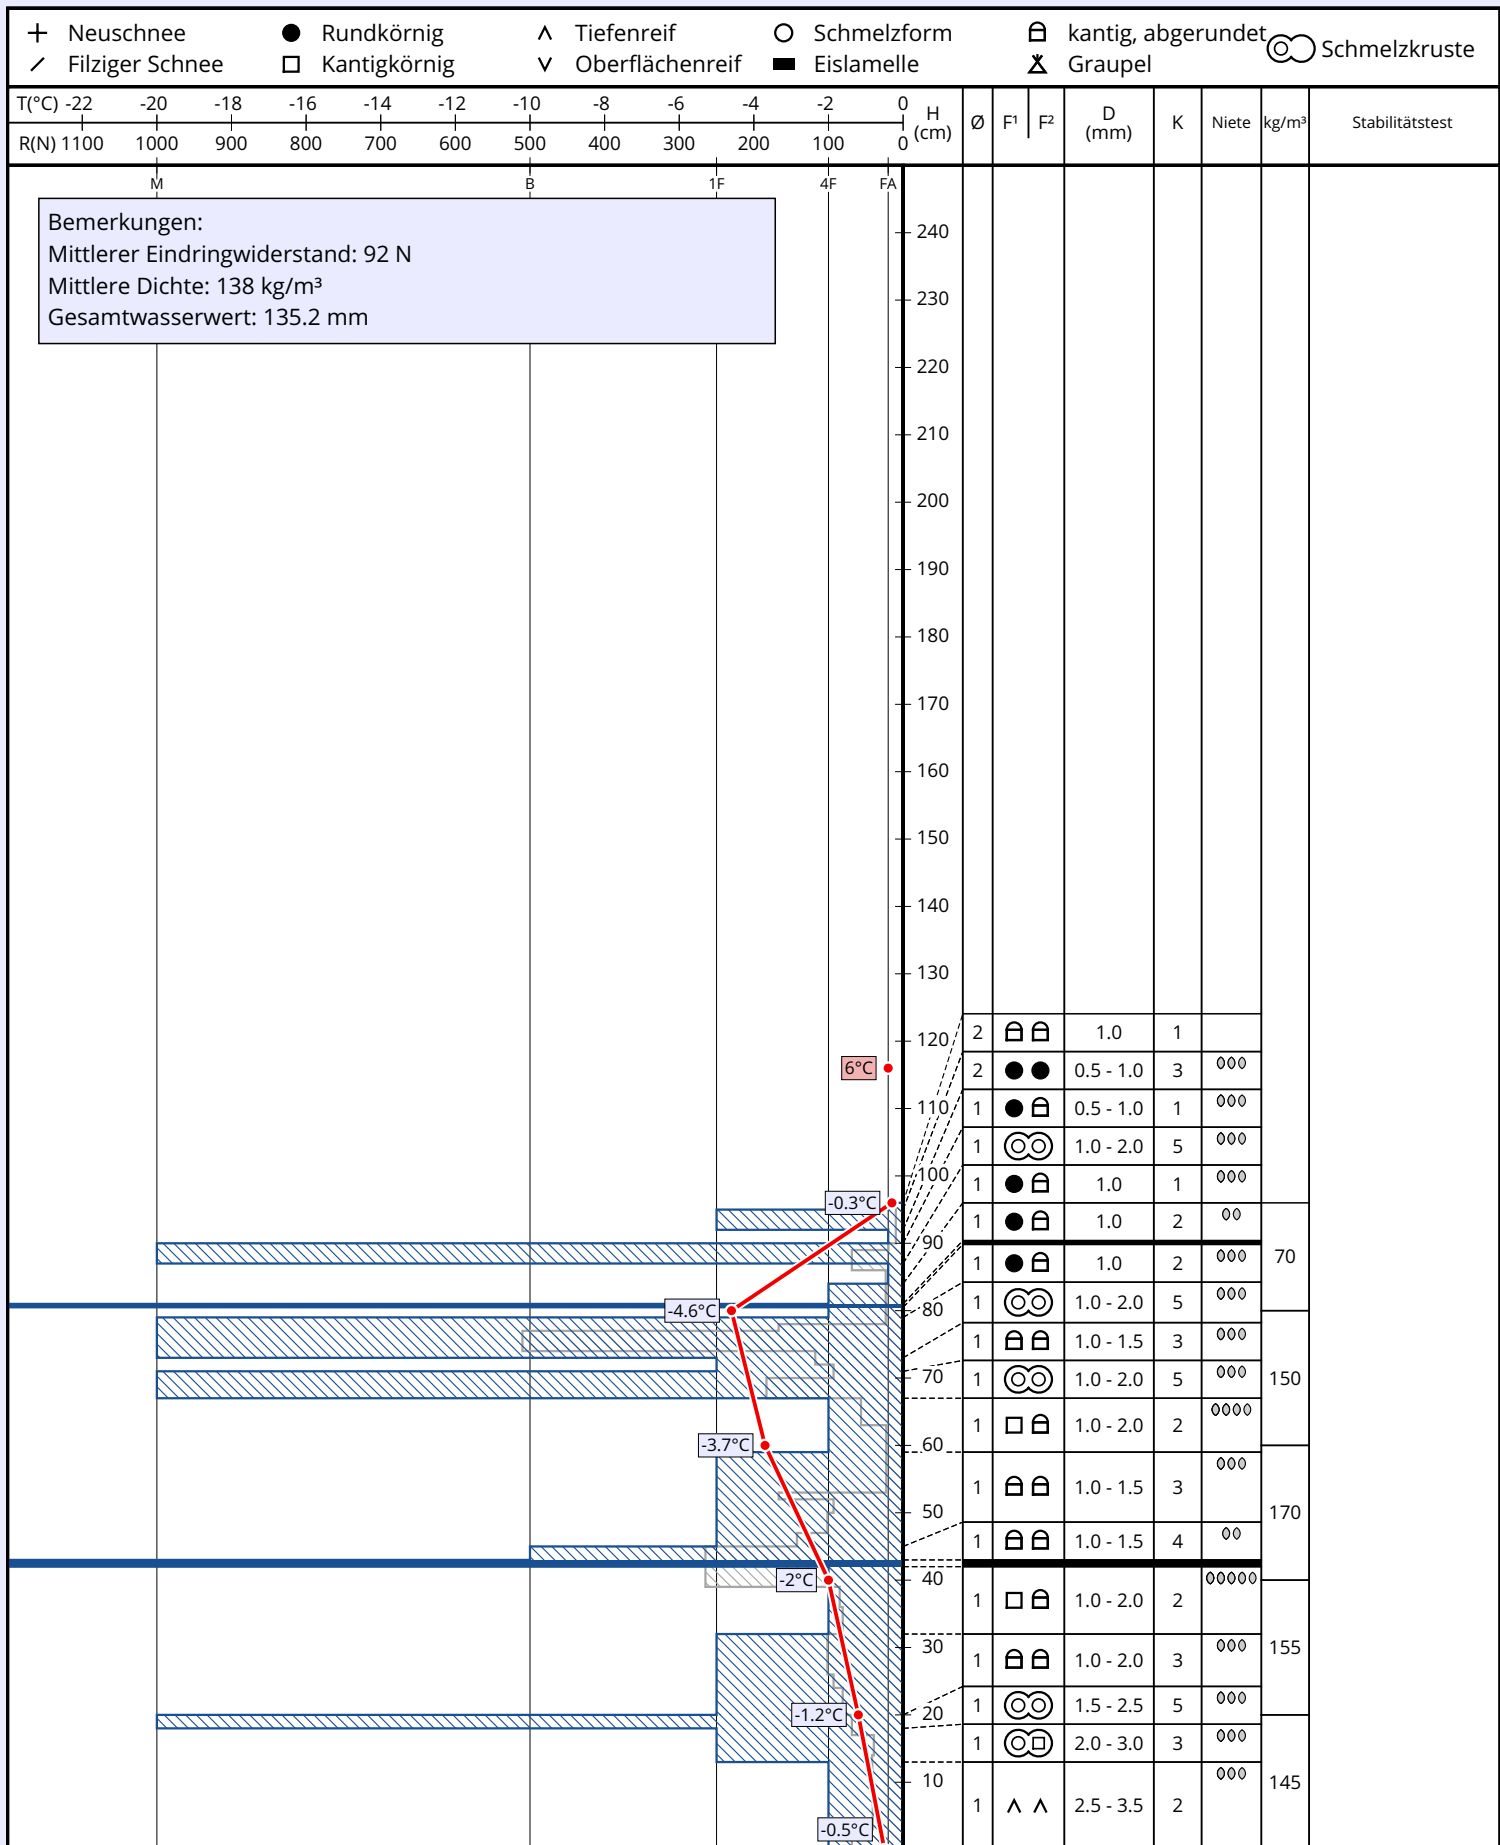 Neuschnee Rundkörnig Tiefenreif Schmelzform kantig, abgerundet Schmelzkruste
Filziger Schnee Kantigkörnig Oberflächenreif Eislamelle Graupel
T(°C) -22 -20 -18 -16 -14 -12 -10 -8 -6 -4 -2 0
R(N) 1100 1000 900 800 700 600 500 400 300 200 100 0
H (cm) Ø F¹ F² D (mm) K Niete kg/m³ Stabilitätstest
M B 1F 4F FA
Bemerkungen:
Mittlerer Eindringwiderstand: 92 N
Mittlere Dichte: 138 kg/m³
Gesamtwasserwert: 135.2 mm
240
230
220
210
200
190
180
170
160
150
140
130
120
110
100
90
80
70
60
50
40
30
20
10
6°C
-0.3°C
-4.6°C
-3.7°C
-2°C
-1.2°C
-0.5°C
2 1.0 1
2 0.5 - 1.0 3
1 0.5 - 1.0 1
1 1.0 - 2.0 5
1 1.0 1
1 1.0 2
1 1.0 2
1 1.0 - 2.0 5
1 1.0 - 1.5 3
1 1.0 - 2.0 5
1 1.0 - 2.0 2
1 1.0 - 1.5 3
1 1.0 - 1.5 4
1 1.0 - 2.0 2
1 1.0 - 2.0 3
1 1.5 - 2.5 5
1 2.0 - 3.0 3
1 2.5 - 3.5 2
70
150
170
155
145